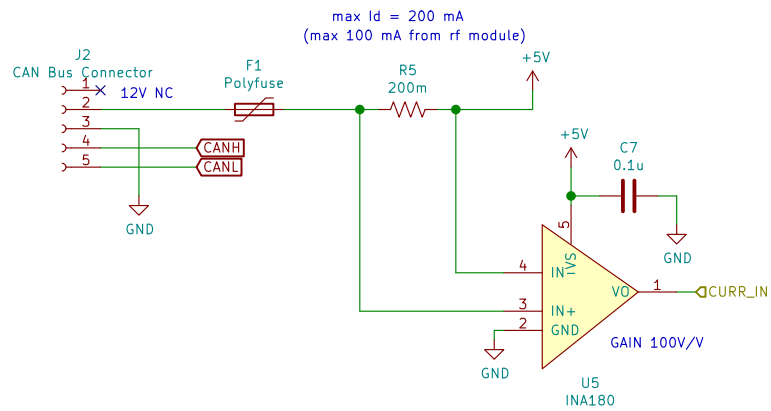 max Id = 200 mA
(max 100 mA from rf module)
J2
CAN Bus Connector
1
12V NC
2
3
4
5
CANH
CANL
GND
F1
Polyfuse
R5
200m
+5V
+5V
C7
0.1u
GND
5
VS
4
IN-
3
IN+
2
GND
GND
VO
1
CURR_IN
GAIN 100V/V
U5
INA180